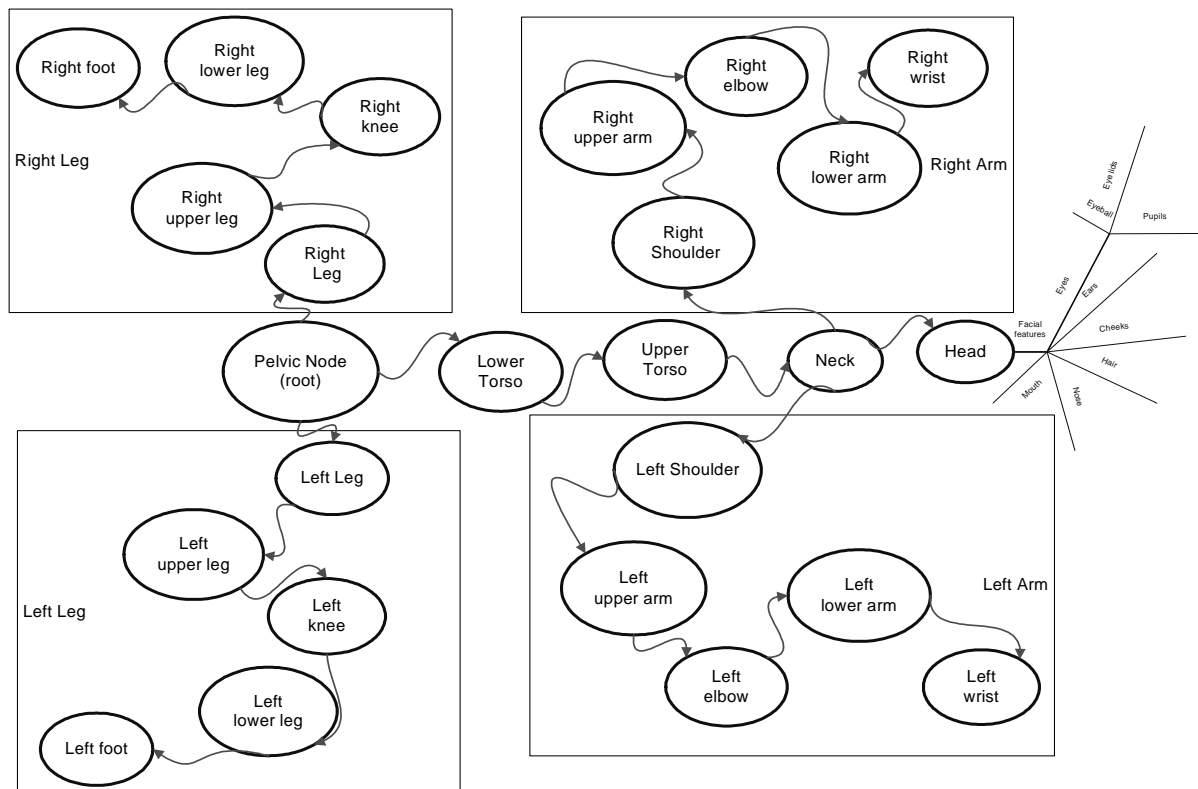 Right foot
Right
lower leg
Right
knee
Right Leg
Right
upper leg
Right
Leg
Right
elbow
Right
wrist
Right
upper arm
Right
lower arm
Right Arm
Right
Shoulder
Eye lids
Eyeball
Pupils
Eyes
Ears
Facial
features
Cheeks
Hair
Nose
Mouth
Pelvic Node
(root)
Lower
Torso
Upper
Torso
Neck
Head
Left Leg
Left
upper leg
Left Leg
Left
knee
Left
lower leg
Left foot
Left Shoulder
Left
upper arm
Left
lower arm
Left Arm
Left
elbow
Left
wrist